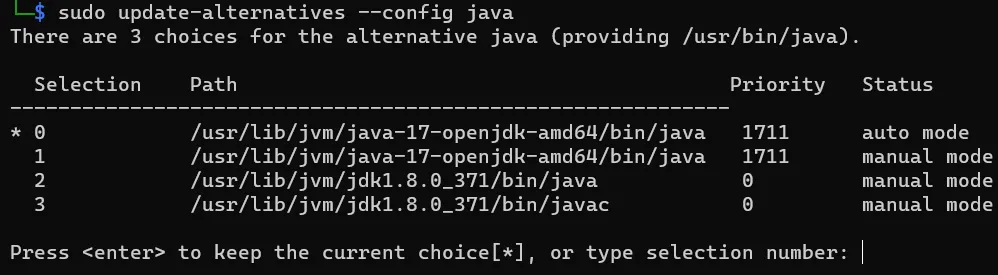 └─$ sudo update-alternatives --config java
There are 3 choices for the alternative java (providing /usr/bin/java).
Selection Path Priority Status
------------------------------------------------------------
* 0 /usr/lib/jvm/java-17-openjdk-amd64/bin/java 1711 auto mode
1 /usr/lib/jvm/java-17-openjdk-amd64/bin/java 1711 manual mode
2 /usr/lib/jvm/jdk1.8.0_371/bin/java 0 manual mode
3 /usr/lib/jvm/jdk1.8.0_371/bin/javac 0 manual mode
Press <enter> to keep the current choice[*], or type selection number: